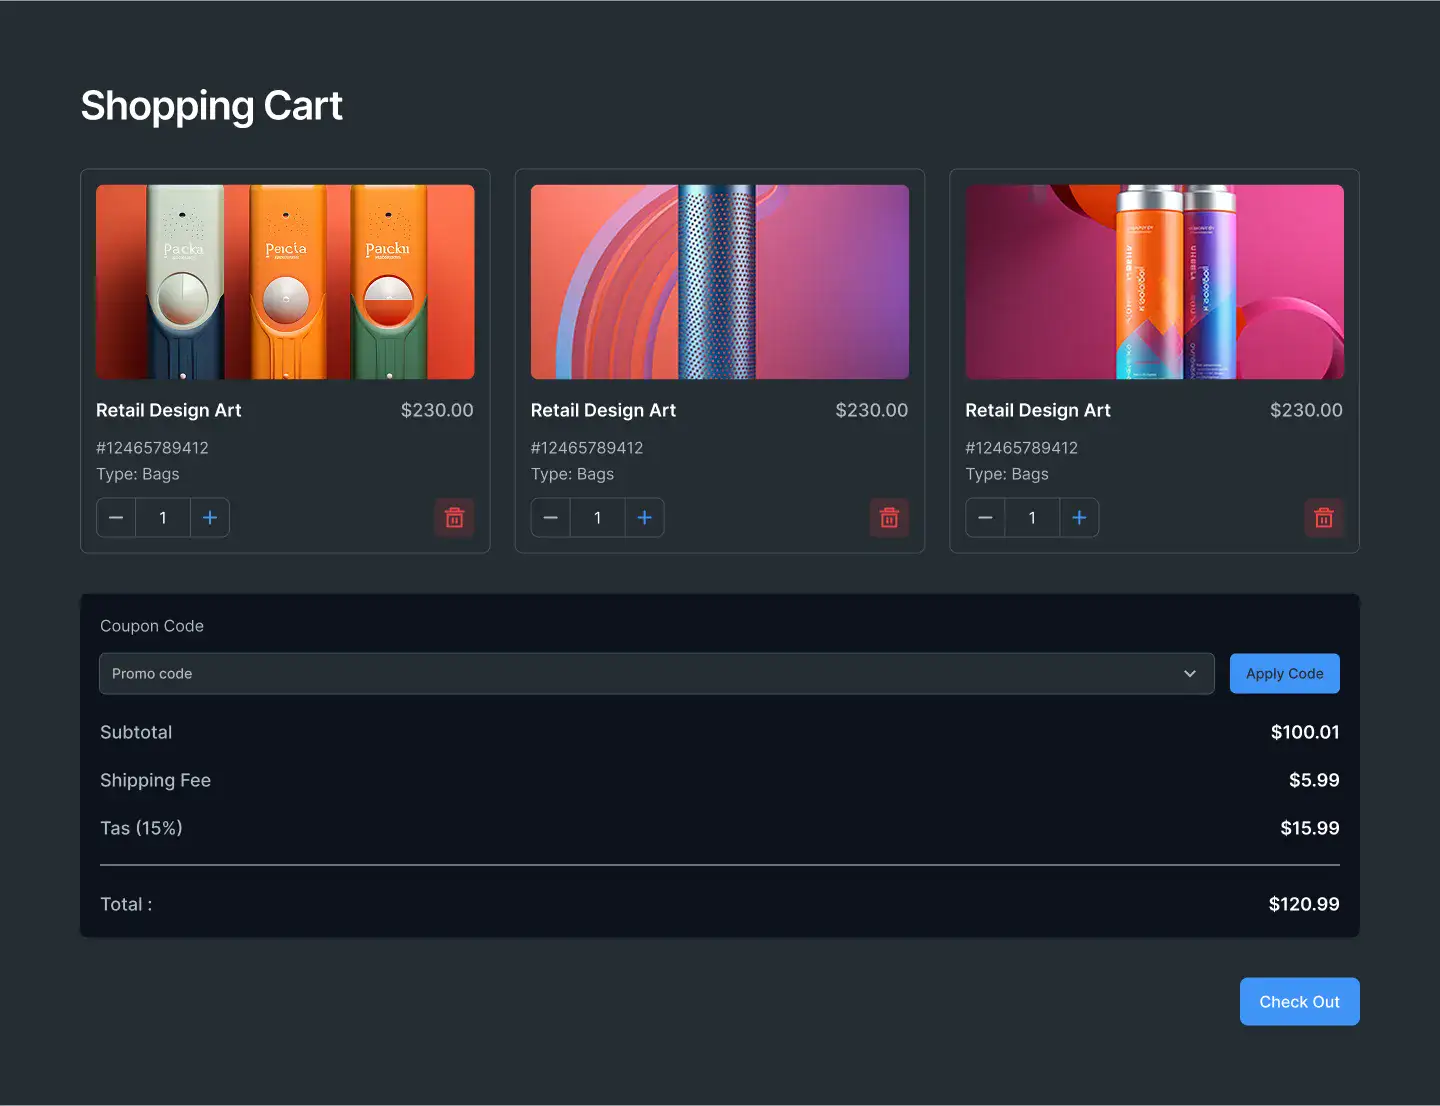 Shopping Cart
Packa
Peicta
Paicku
Retail Design Art $230.00
#12465789412
Type: Bags
1
Retail Design Art $230.00
#12465789412
Type: Bags
1
Retail Design Art $230.00
#12465789412
Type: Bags
1
Coupon Code
Promo code
Apply Code
Subtotal $100.01
Shipping Fee $5.99
Tas (15%) $15.99
Total : $120.99
Check Out